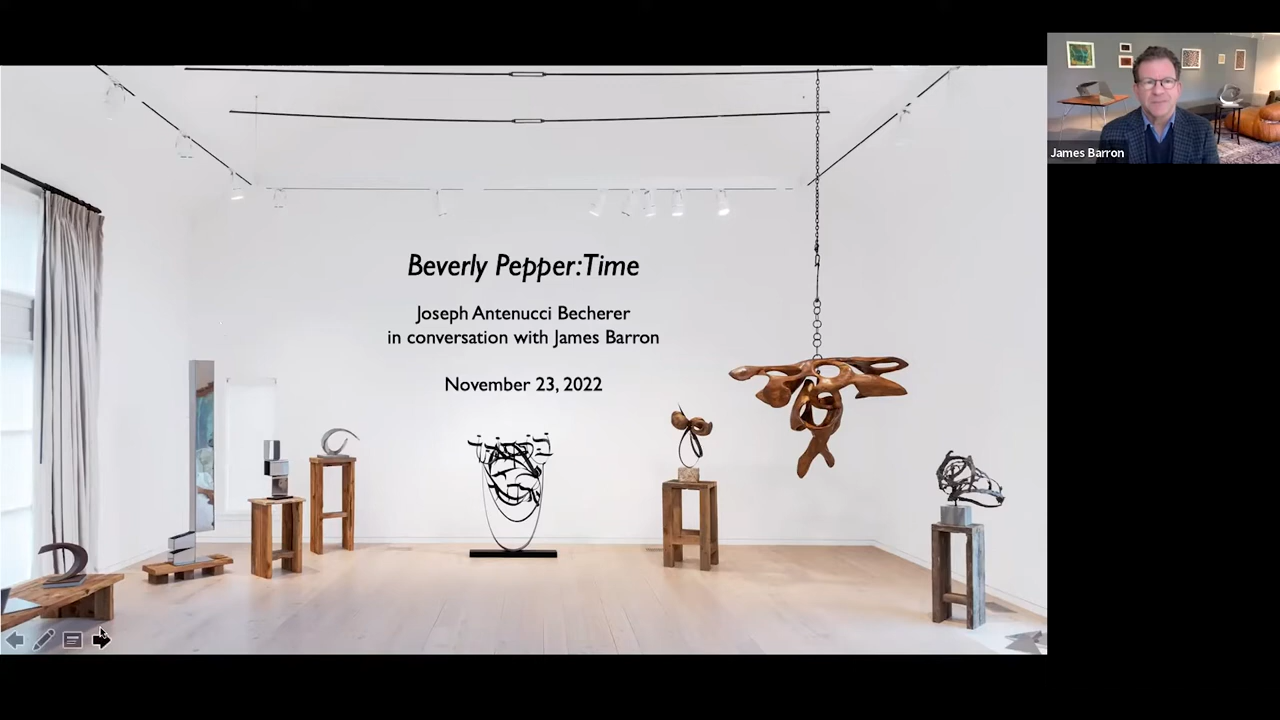 Beverly Pepper:Time
Joseph Antenucci Becherer
in conversation with James Barron
November 23, 2022
James Barron